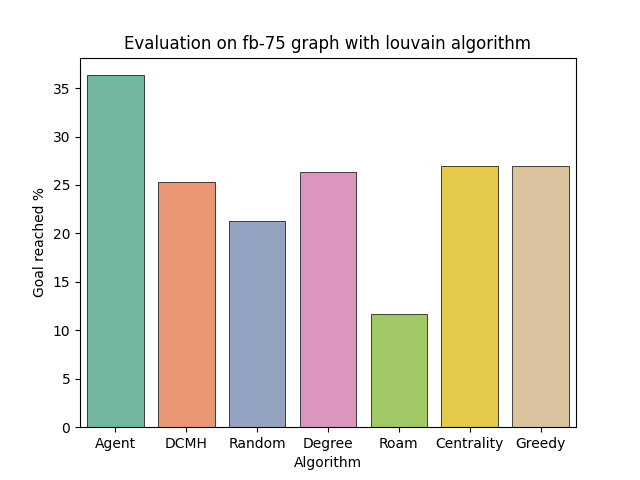 Evaluation on fb-75 graph with louvain algorithm
35
30
25
20
15
10
5
0
Goal reached %
Agent DCMH Random Degree Roam Centrality Greedy
Algorithm